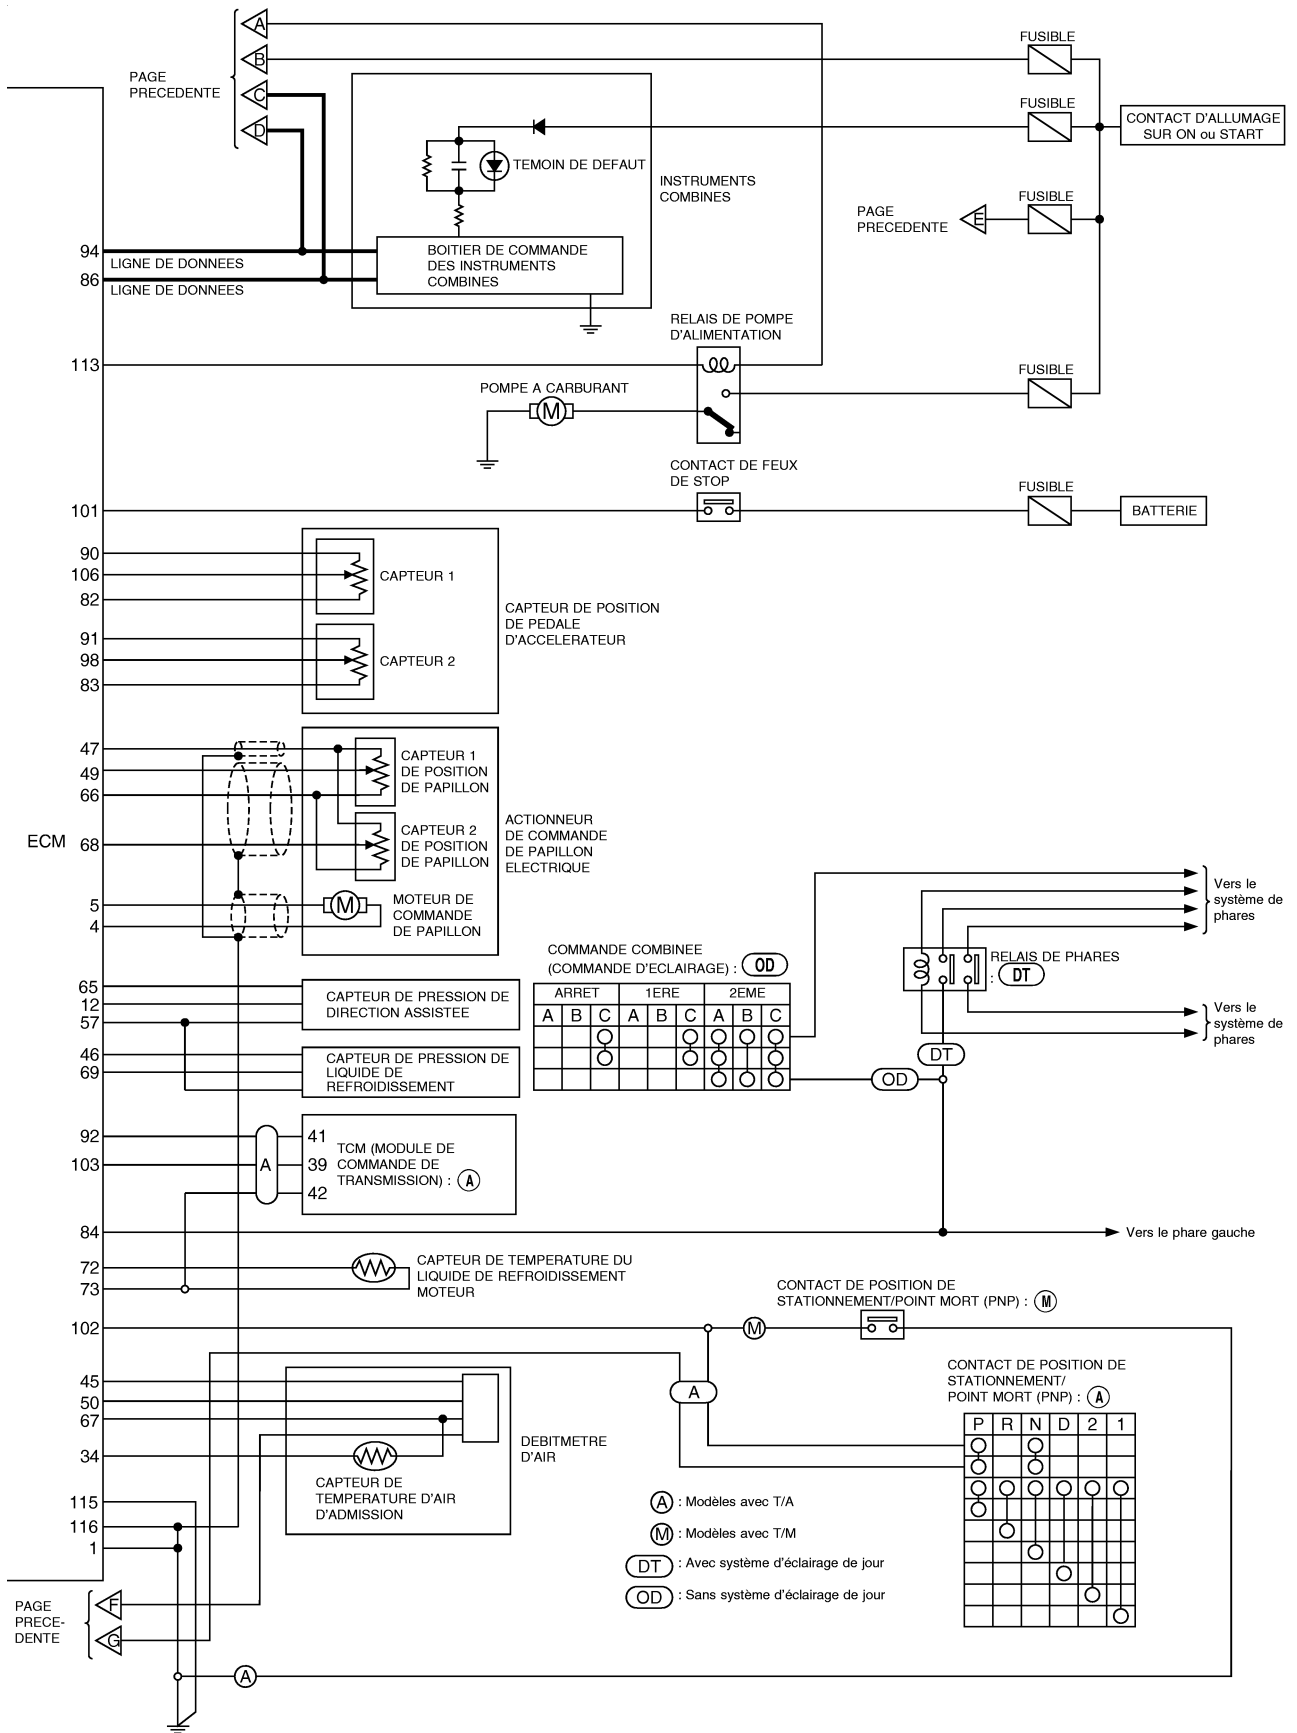 A
FUSIBLE
B
PAGE
PRECEDENTE
C
D
FUSIBLE
CONTACT D'ALLUMAGE
SUR ON ou START
TEMOIN DE DEFAUT
INSTRUMENTS
COMBINES
PAGE
PRECEDENTE
E
FUSIBLE
94
LIGNE DE DONNEES
86
LIGNE DE DONNEES
BOITIER DE COMMANDE
DES INSTRUMENTS
COMBINES
RELAIS DE POMPE
D'ALIMENTATION
113
FUSIBLE
POMPE A CARBURANT
M
CONTACT DE FEUX
DE STOP
FUSIBLE
101
BATTERIE
90
106
82
CAPTEUR 1
91
98
83
CAPTEUR 2
CAPTEUR DE POSITION
DE PEDALE
D'ACCELERATEUR
47
49
66
CAPTEUR 1
DE POSITION
DE PAPILLON
ECM
68
CAPTEUR 2
DE POSITION
DE PAPILLON
ACTIONNEUR
DE COMMANDE
DE PAPILLON
ELECTRIQUE
5
4
M
MOTEUR DE
COMMANDE
DE PAPILLON
Vers le
système de
phares
COMMANDE COMBINEE
(COMMANDE D'ECLAIRAGE) : OD
RELAIS DE PHARES
: DT
ARRET 1ERE 2EME
A B C A B C A B C
Vers le
système de
phares
DT
OD
65
12
57
CAPTEUR DE PRESSION DE
DIRECTION ASSISTEE
46
69
CAPTEUR DE PRESSION DE
LIQUIDE DE
REFROIDISSEMENT
92
103
A
41
39
42
TCM (MODULE DE
COMMANDE DE
TRANSMISSION) : A
84
Vers le phare gauche
72
73
CAPTEUR DE TEMPERATURE DU
LIQUIDE DE REFROIDISSEMENT
MOTEUR
CONTACT DE POSITION DE
STATIONNEMENT/POINT MORT (PNP) : M
102
M
A
CONTACT DE POSITION DE
STATIONNEMENT/
POINT MORT (PNP) : A
P R N D 2 1
45
50
67
34
DEBITMETRE
D'AIR
CAPTEUR DE
TEMPERATURE D'AIR
D'ADMISSION
115
116
1
A : Modèles avec T/A
M : Modèles avec T/M
DT : Avec système d'éclairage de jour
OD : Sans système d'éclairage de jour
PAGE
PRECE-
DENTE
F
G
A